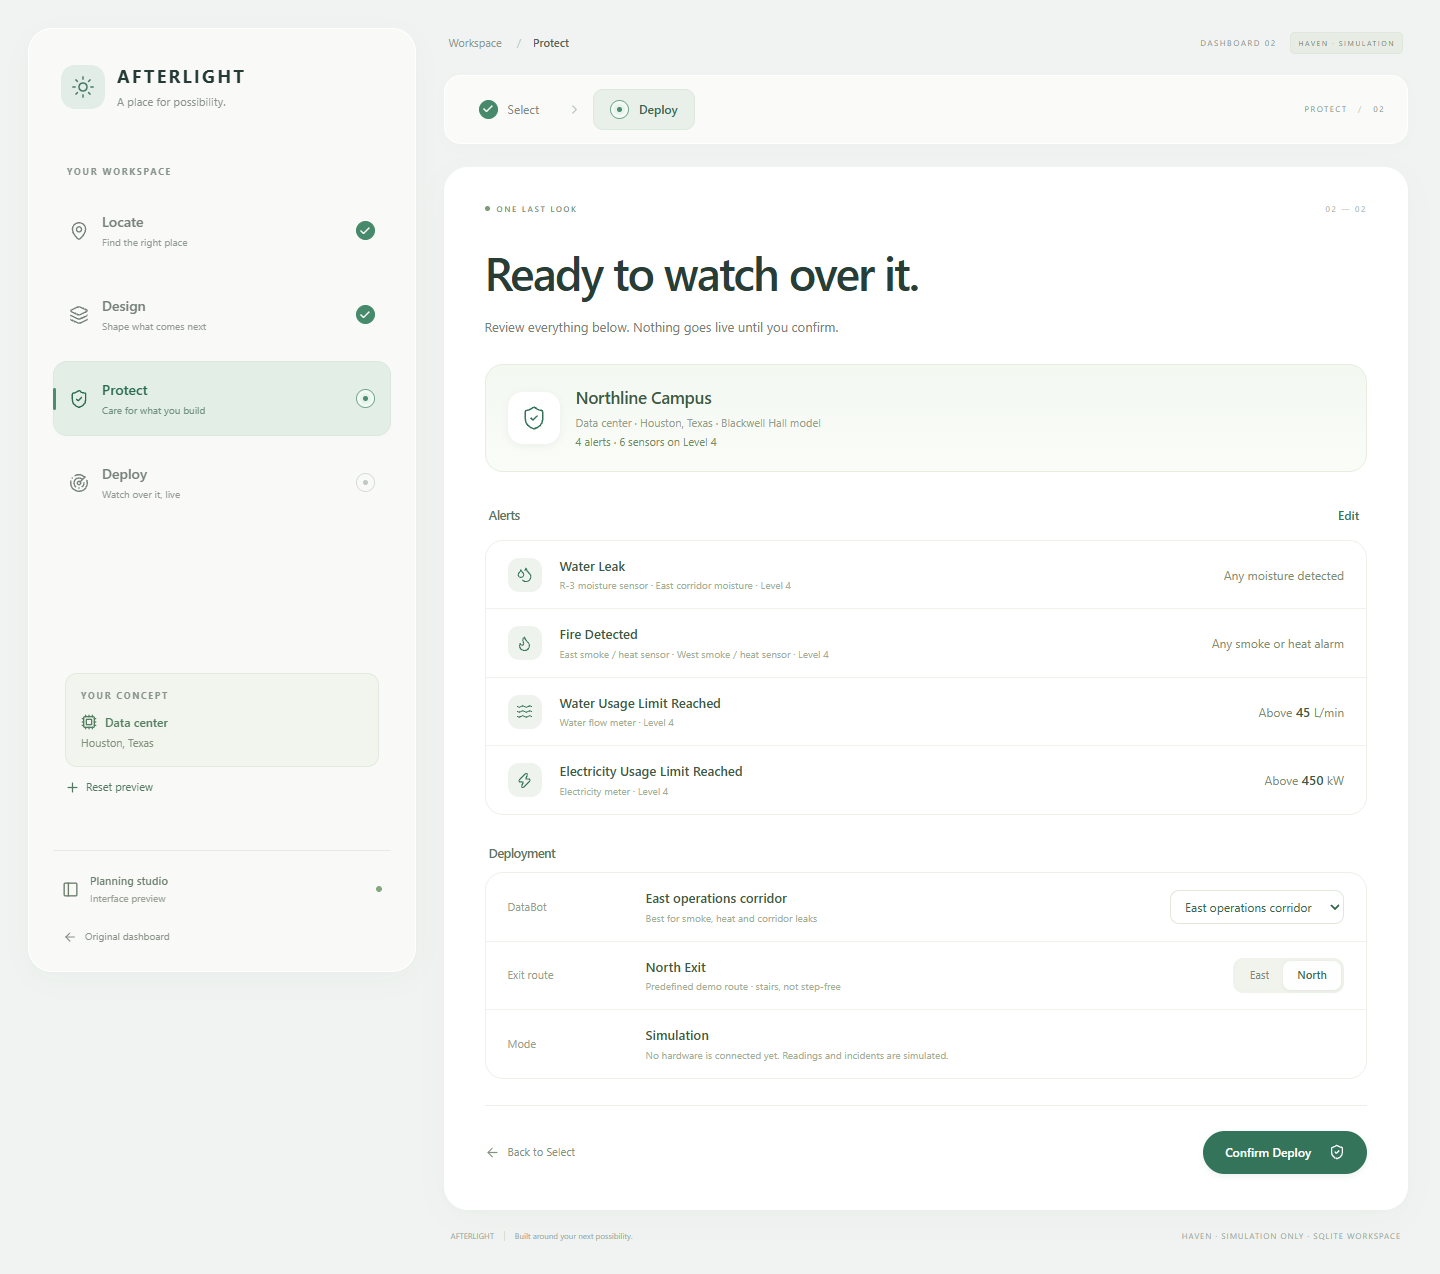 AFTERLIGHT
A place for possibility.
YOUR WORKSPACE
Locate
Find the right place
Design
Shape what comes next
Protect
Care for what you build
Deploy
Watch over it, live
YOUR CONCEPT
Data center
Houston, Texas
Reset preview
Planning studio
Interface preview
Original dashboard
Workspace / Protect
DASHBOARD 02
HAVEN · SIMULATION
Select
Deploy
PROTECT / 02
ONE LAST LOOK
02 — 02
Ready to watch over it.
Review everything below. Nothing goes live until you confirm.
Northline Campus
Data center · Houston, Texas · Blackwell Hall model
4 alerts · 6 sensors on Level 4
Alerts
Edit
Water Leak
R-3 moisture sensor · East corridor moisture · Level 4
Any moisture detected
Fire Detected
East smoke / heat sensor · West smoke / heat sensor · Level 4
Any smoke or heat alarm
Water Usage Limit Reached
Water flow meter · Level 4
Above 45 L/min
Electricity Usage Limit Reached
Electricity meter · Level 4
Above 450 kW
Deployment
DataBot
East operations corridor
Best for smoke, heat and corridor leaks
East operations corridor
Exit route
North Exit
Predefined demo route · stairs, not step-free
East
North
Mode
Simulation
No hardware is connected yet. Readings and incidents are simulated.
Back to Select
Confirm Deploy
AFTERLIGHT
Built around your next possibility.
HAVEN · SIMULATION ONLY · SQLITE WORKSPACE